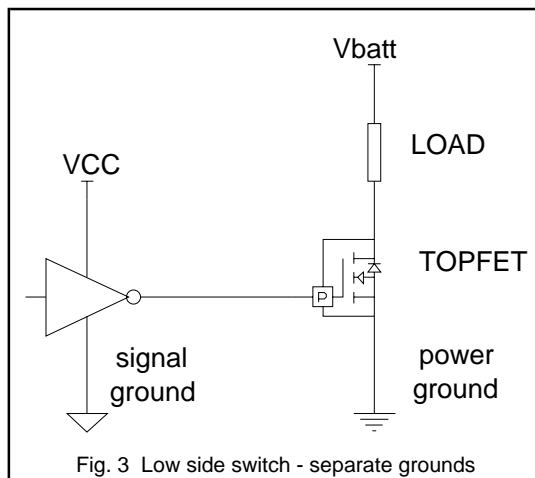 Vbatt
LOAD
VCC
TOPFET
P
signal
ground
power
ground
Fig. 3 Low side switch - separate grounds